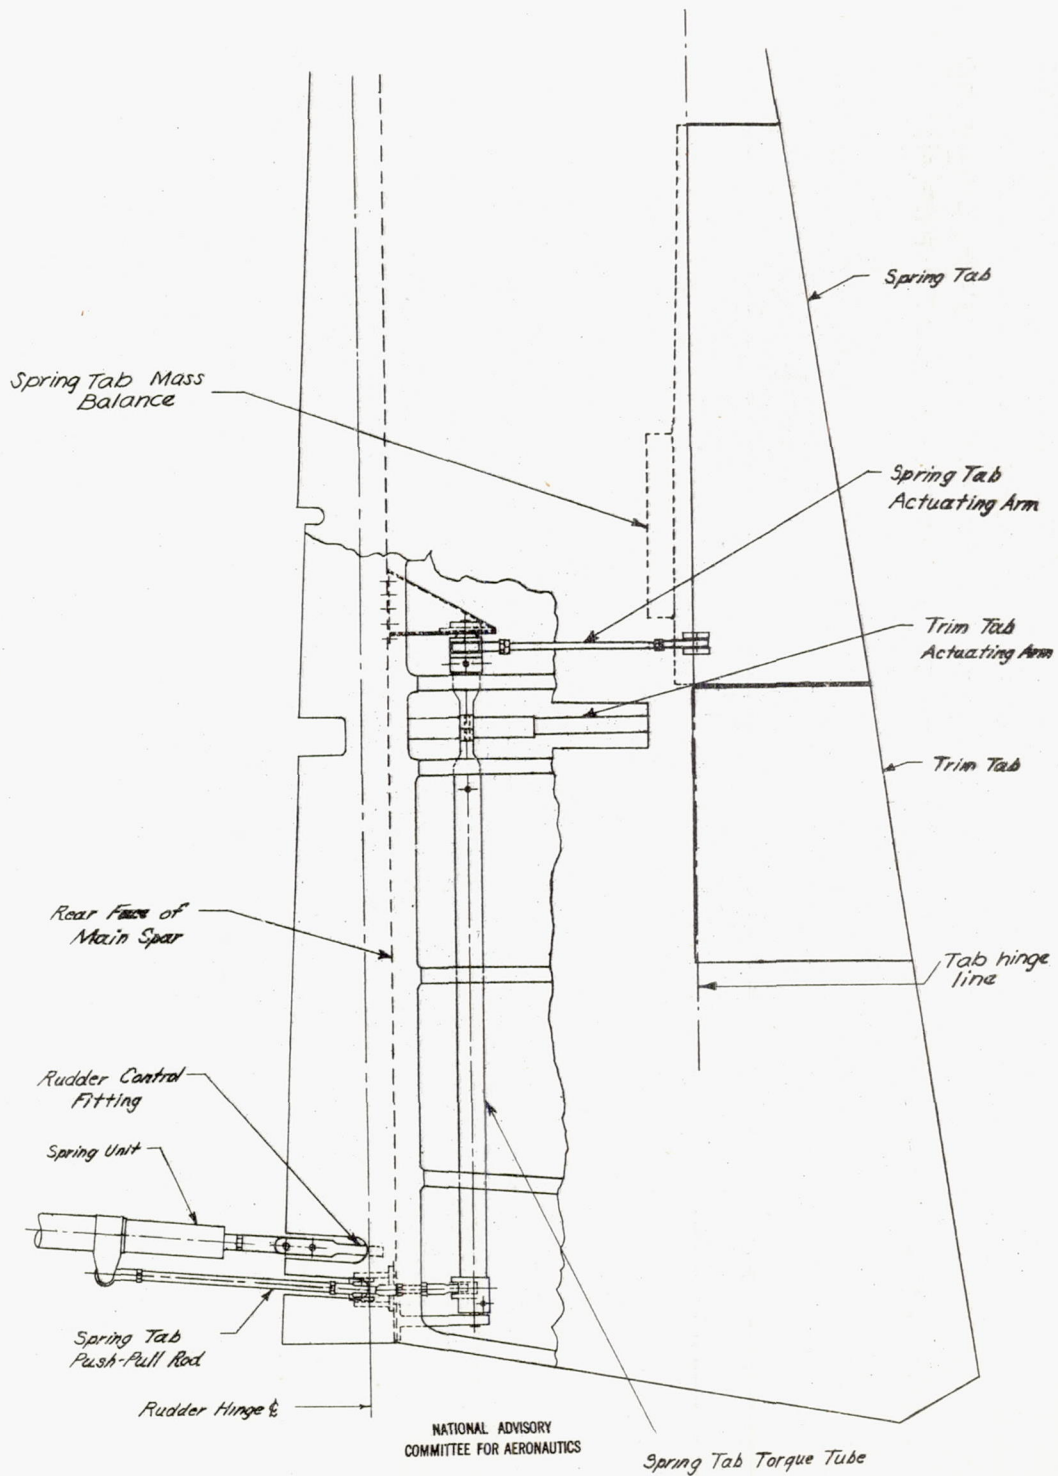 Spring Tab
Spring Tab Mass
Balance
Spring Tab
Actuating Arm
Trim Tab
Actuating Arm
Trim Tab
Rear Face of
Main Spar
Tab hinge
line
Rudder Control
Fitting
Spring Unit
Spring Tab
Push-Pull Rod
Rudder Hinge ℄
NATIONAL ADVISORY
COMMITTEE FOR AERONAUTICS
Spring Tab Torque Tube